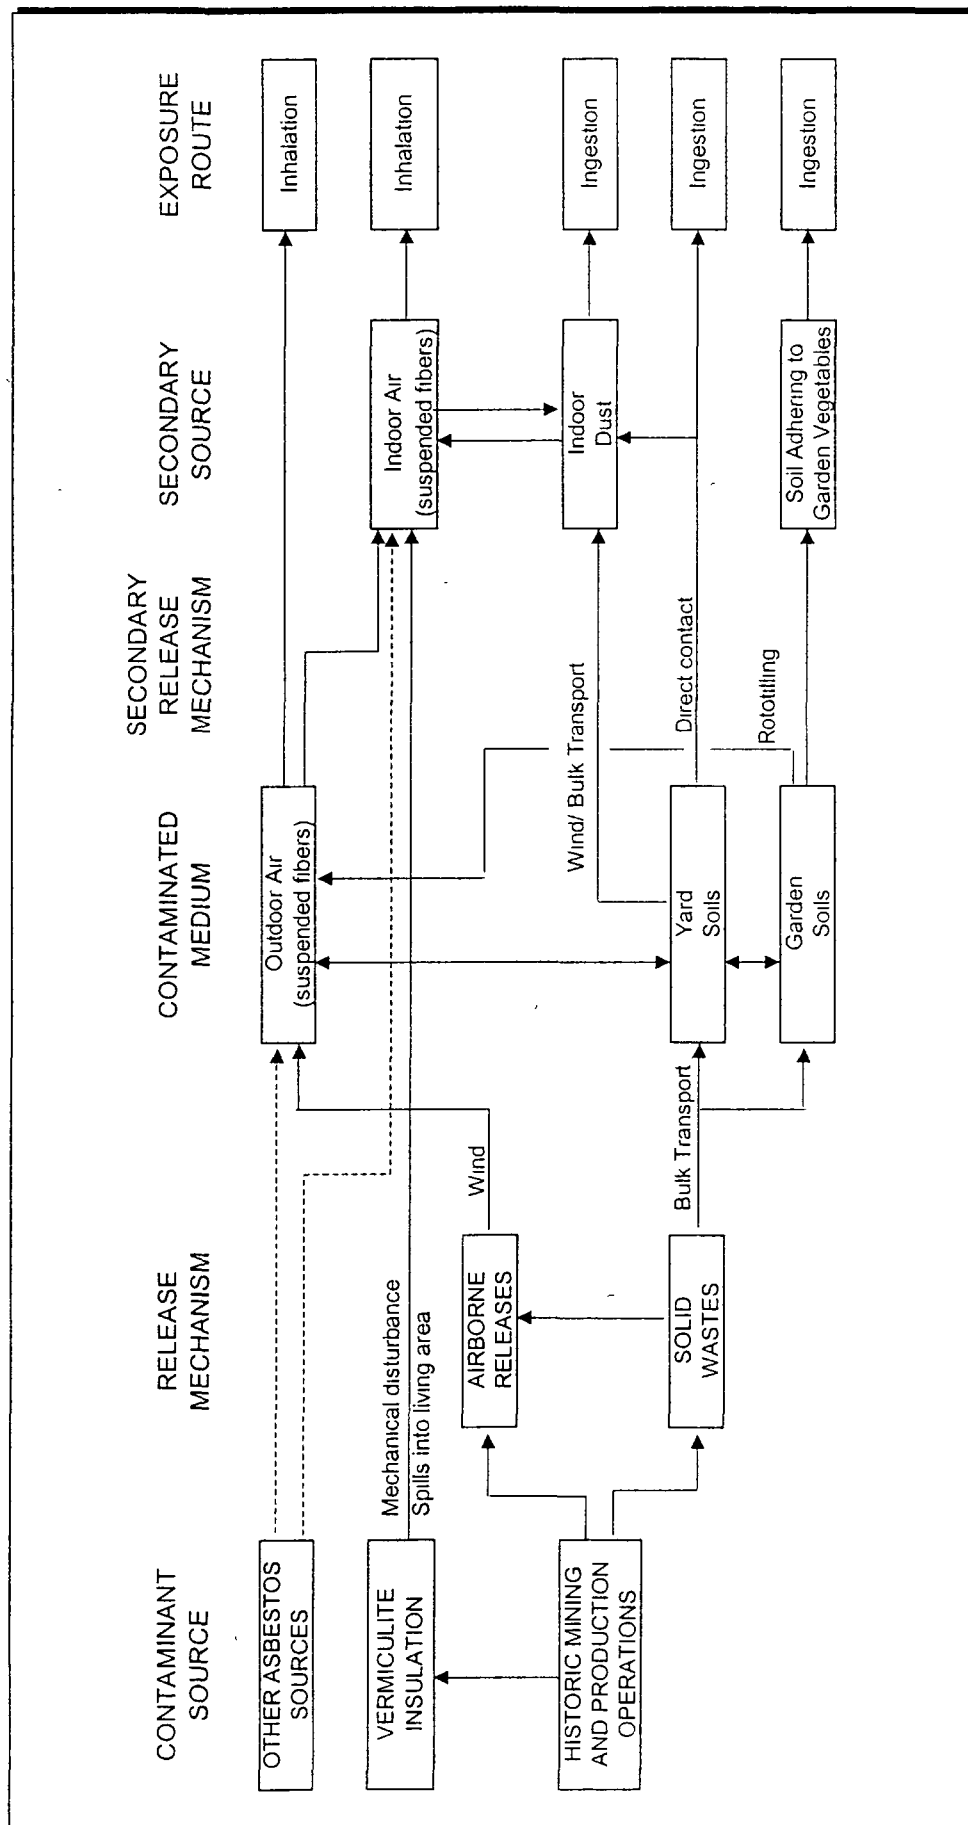 CONTAMINANT
SOURCE
RELEASE
MECHANISM
CONTAMINATED
MEDIUM
SECONDARY
RELEASE
MECHANISM
SECONDARY
SOURCE
EXPOSURE
ROUTE
OTHER ASBESTOS
SOURCES
Outdoor Air
(suspended fibers)
Inhalation
VERMICULITE
INSULATION
Mechanical disturbance
Spills into living area
Indoor Air
(suspended fibers)
Inhalation
AIRBORNE
RELEASES
Wind
HISTORIC MINING
AND PRODUCTION
OPERATIONS
Wind/ Bulk Transport
Indoor
Dust
Ingestion
SOLID
WASTES
Bulk Transport
Yard
Soils
Direct contact
Ingestion
Garden
Soils
Rototilling
Soil Adhering to
Garden Vegetables
Ingestion